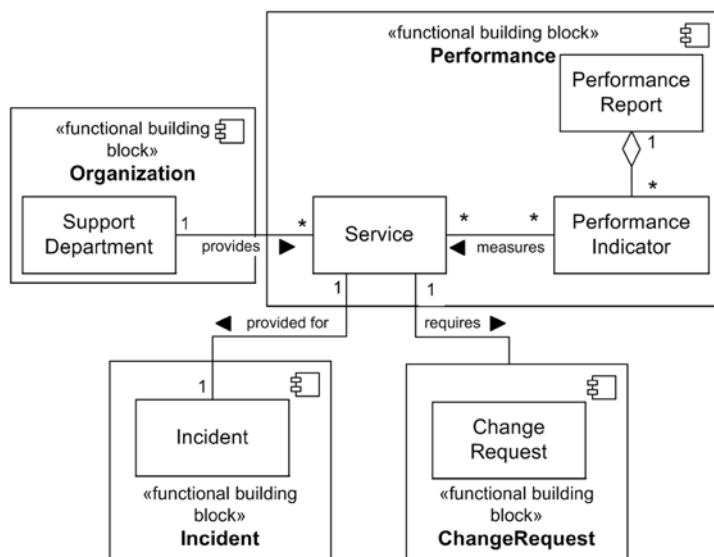 «functional building block»
Performance
Performance
Report
1
*
«functional building
block»
Organization
Support
Department
1
provides
*
Service
*
measures
*
Performance
Indicator
1
1
provided for
requires
1
Incident
«functional building
block»
Incident
Change
Request
«functional building
block»
ChangeRequest